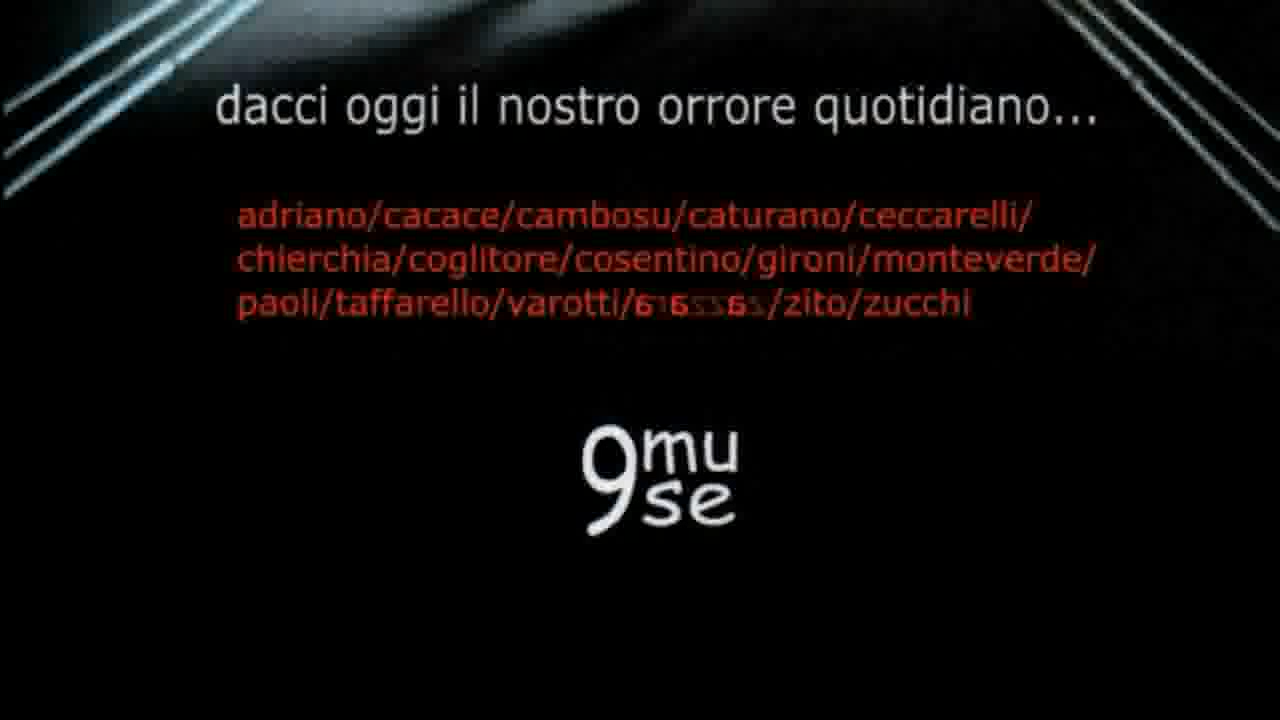 dacci oggi il nostro orrore quotidiano...
adriano/cacace/cambosu/caturano/ceccarelli/
chierchia/coglitore/cosentino/gironi/monteverde/
paoli/taffarello/varotti/ /zito/zucchi
9mu
se